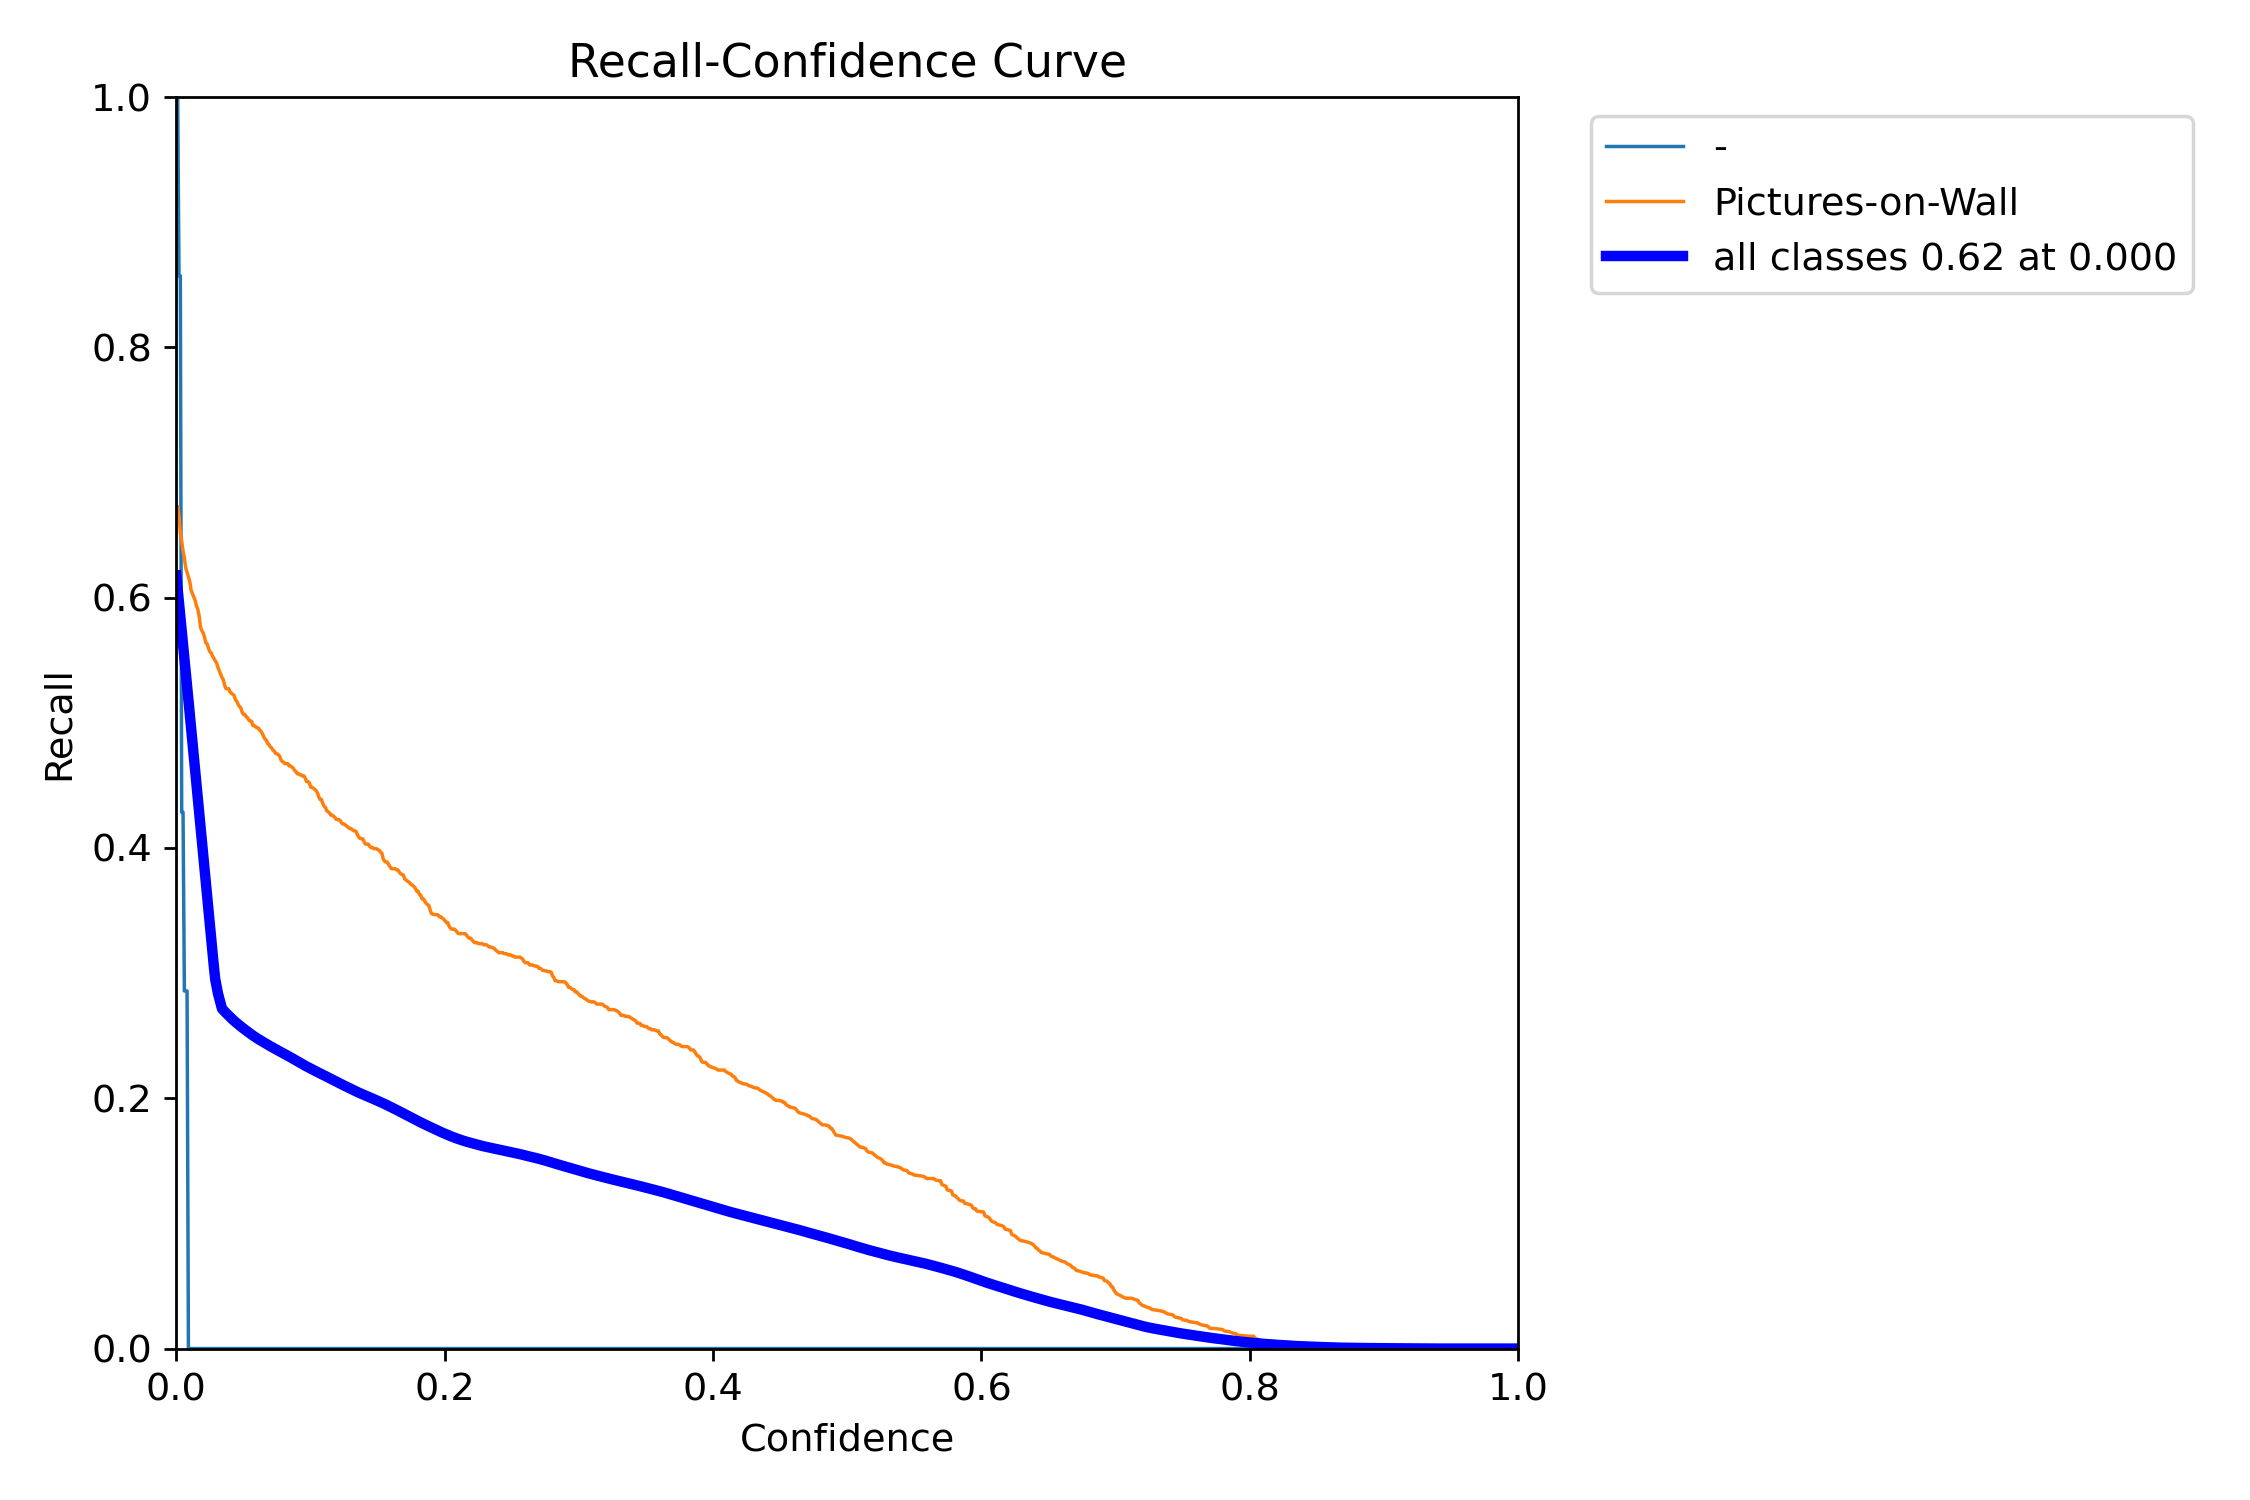 Recall-Confidence Curve
1.0
0.8
0.6
0.4
0.2
0.0
Recall
0.0 0.2 0.4 0.6 0.8 1.0
Confidence
-
Pictures-on-Wall
all classes 0.62 at 0.000